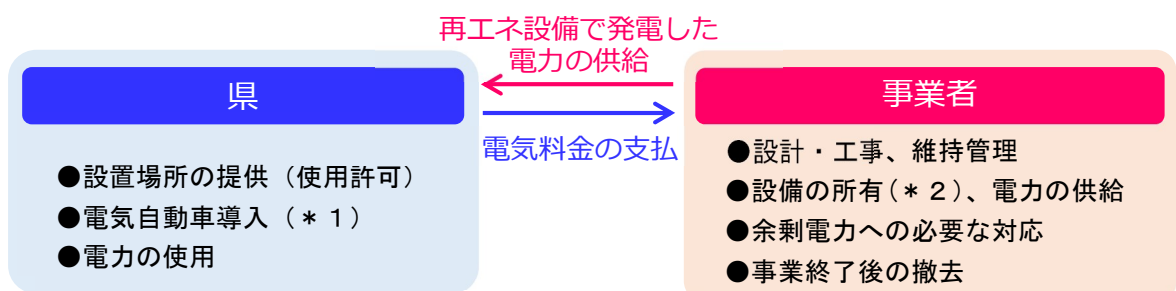 再エネ設備で発電した
電力の供給
県
電気料金の支払
●設置場所の提供（使用許可）
●電気自動車導入（＊１）
●電力の使用
事業者
●設計・工事、維持管理
●設備の所有(＊２)、電力の供給
●余剰電力への必要な対応
●事業終了後の撤去